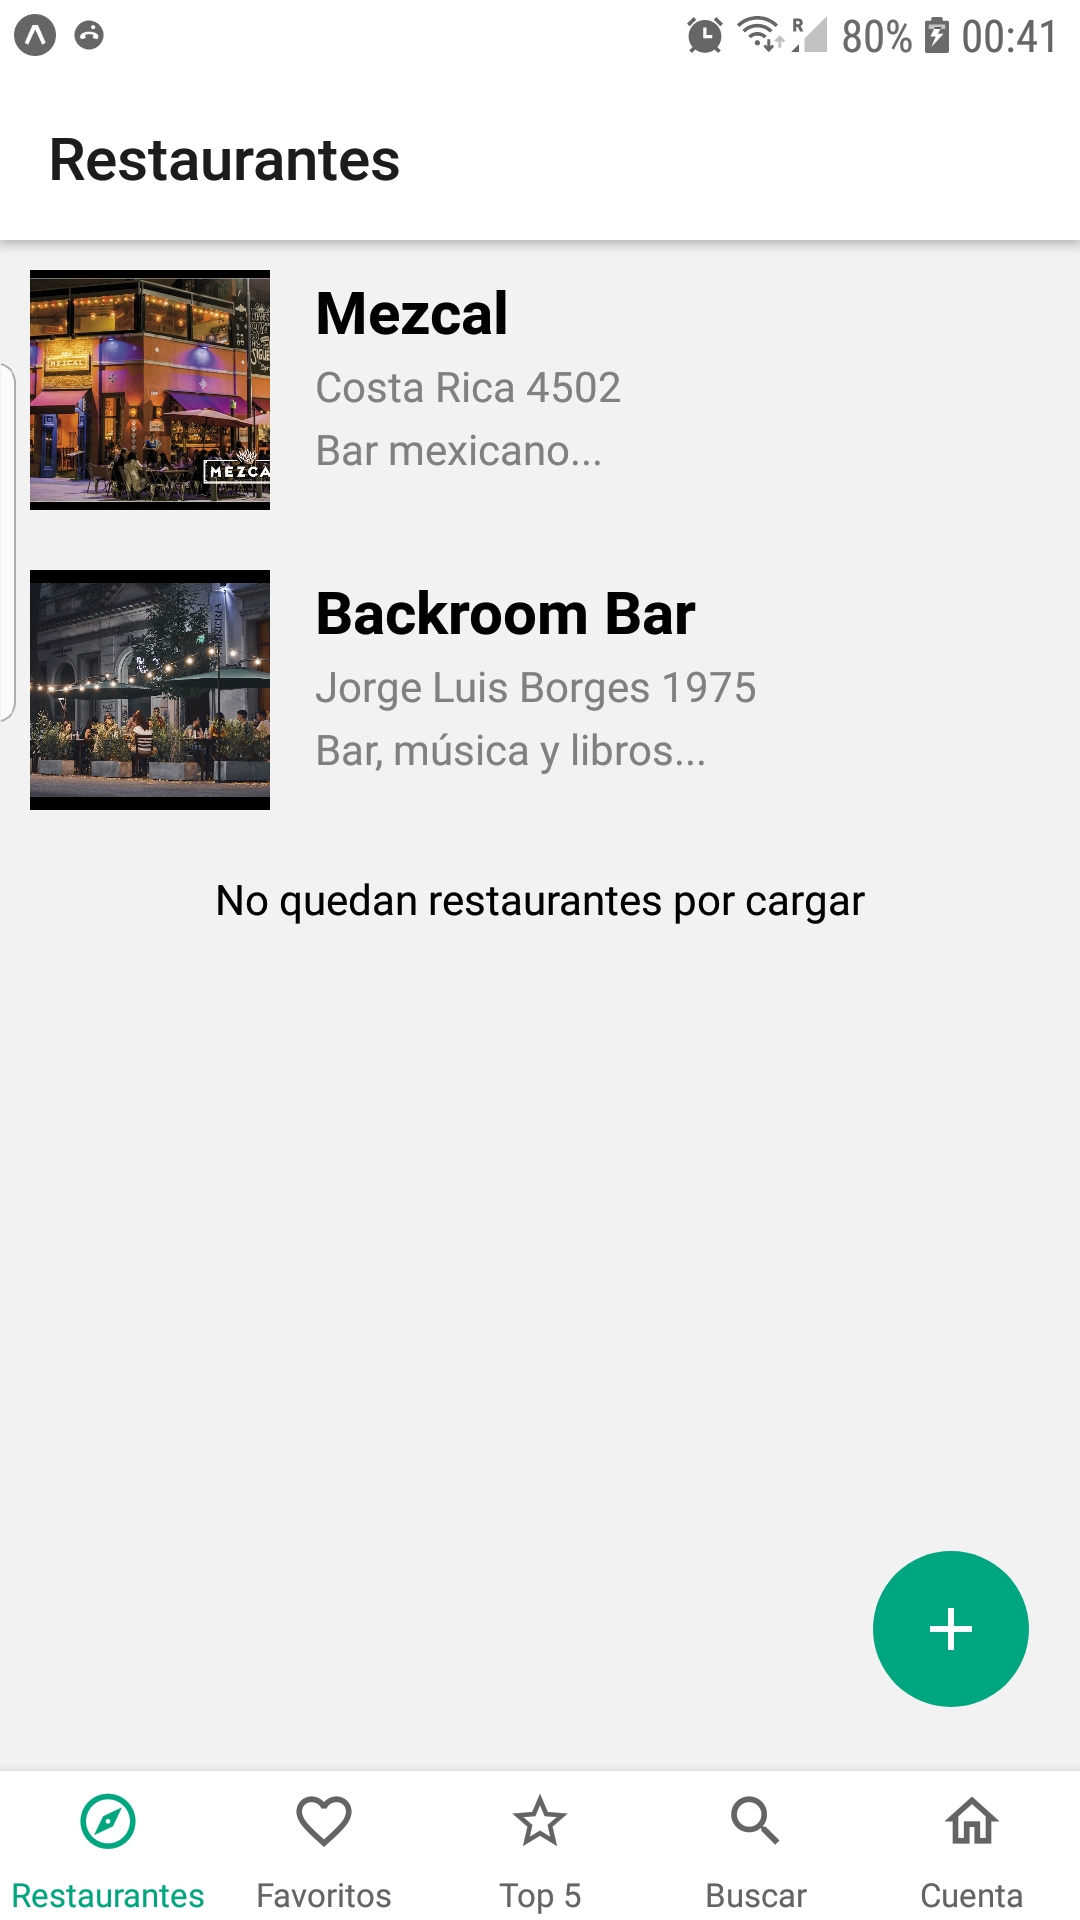 R 80% 00:41
Restaurantes
MEZCAL
MEZCA
Mezcal
Costa Rica 4502
Bar mexicano...
Backroom Bar
Jorge Luis Borges 1975
Bar, música y libros...
No quedan restaurantes por cargar
+
Restaurantes
Favoritos
Top 5
Buscar
Cuenta